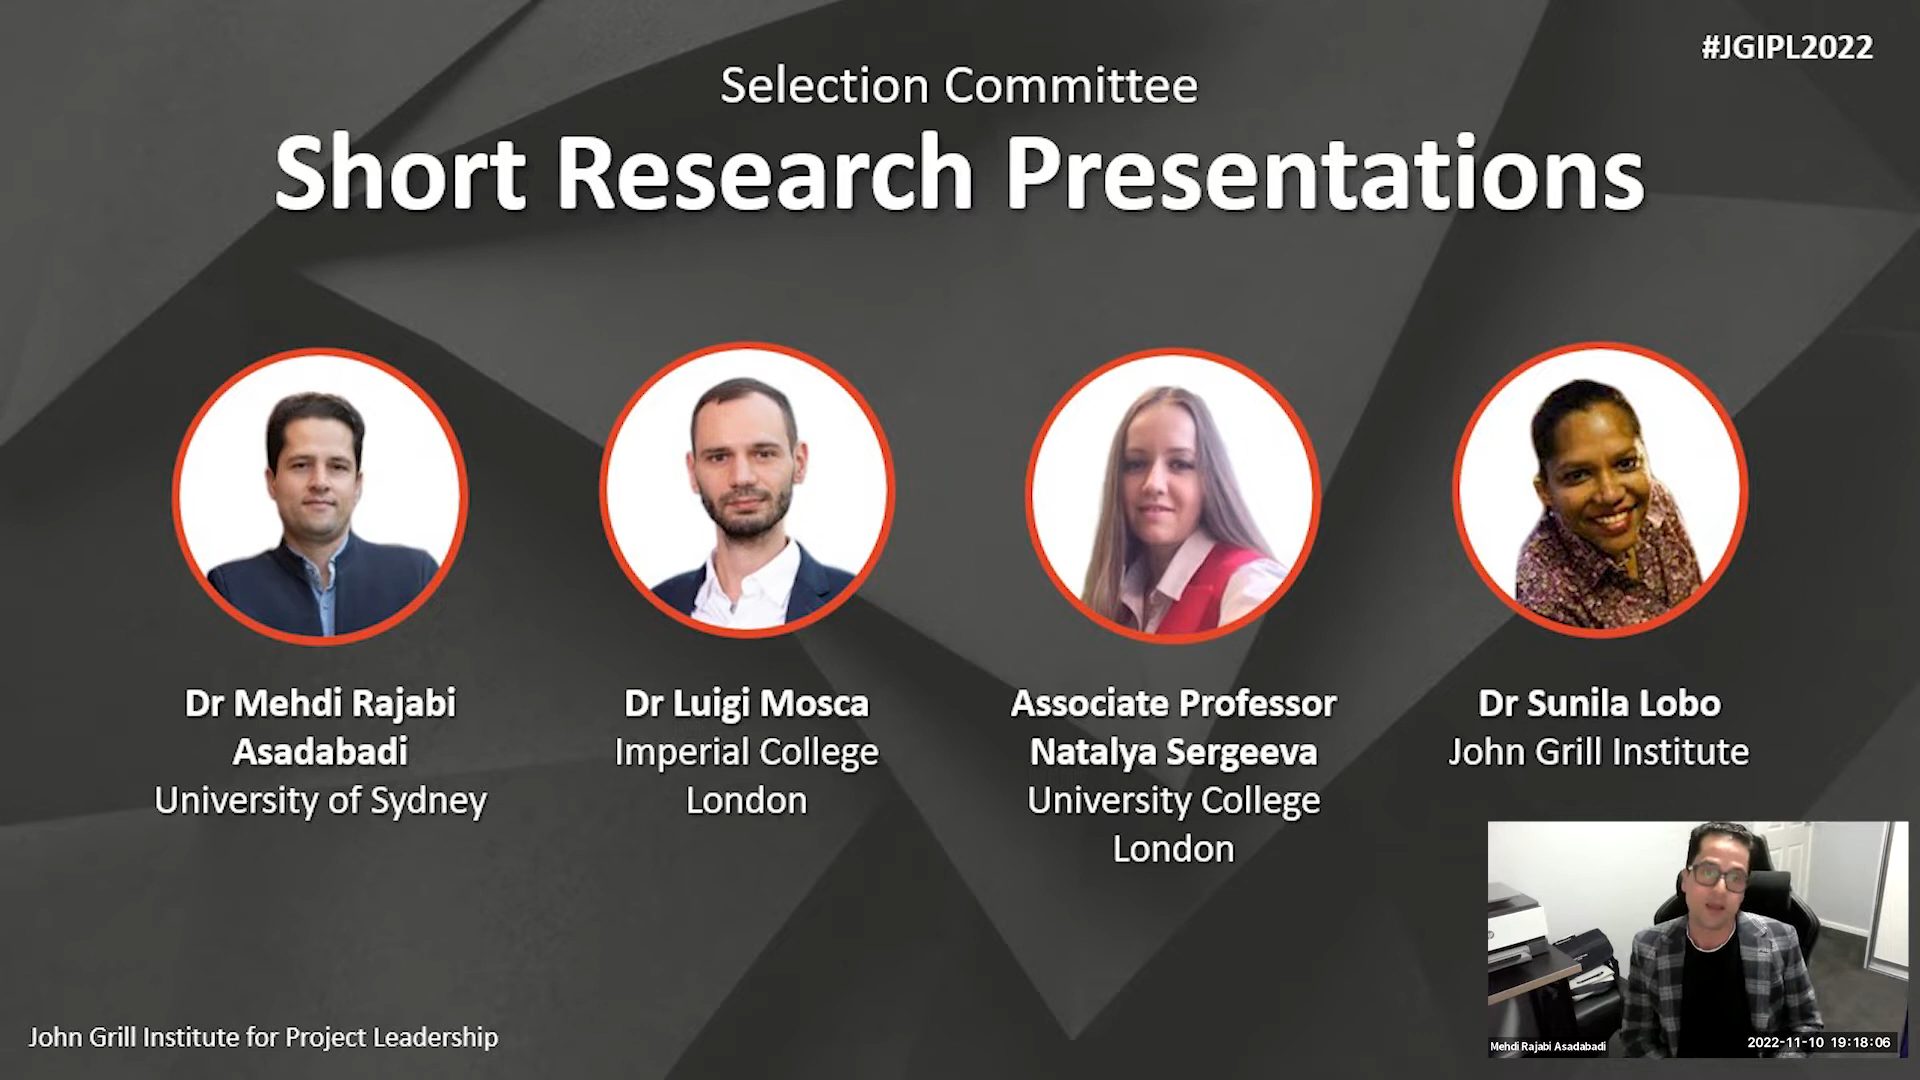 #JGIPL2022
Selection Committee
Short Research Presentations
Dr Mehdi Rajabi
Asadabadi
University of Sydney
Dr Luigi Mosca
Imperial College
London
Associate Professor
Natalya Sergeeva
University College
London
Dr Sunila Lobo
John Grill Institute
John Grill Institute for Project Leadership
Mehdi Rajabi Asadabadi
2022-11-10 19:18:06